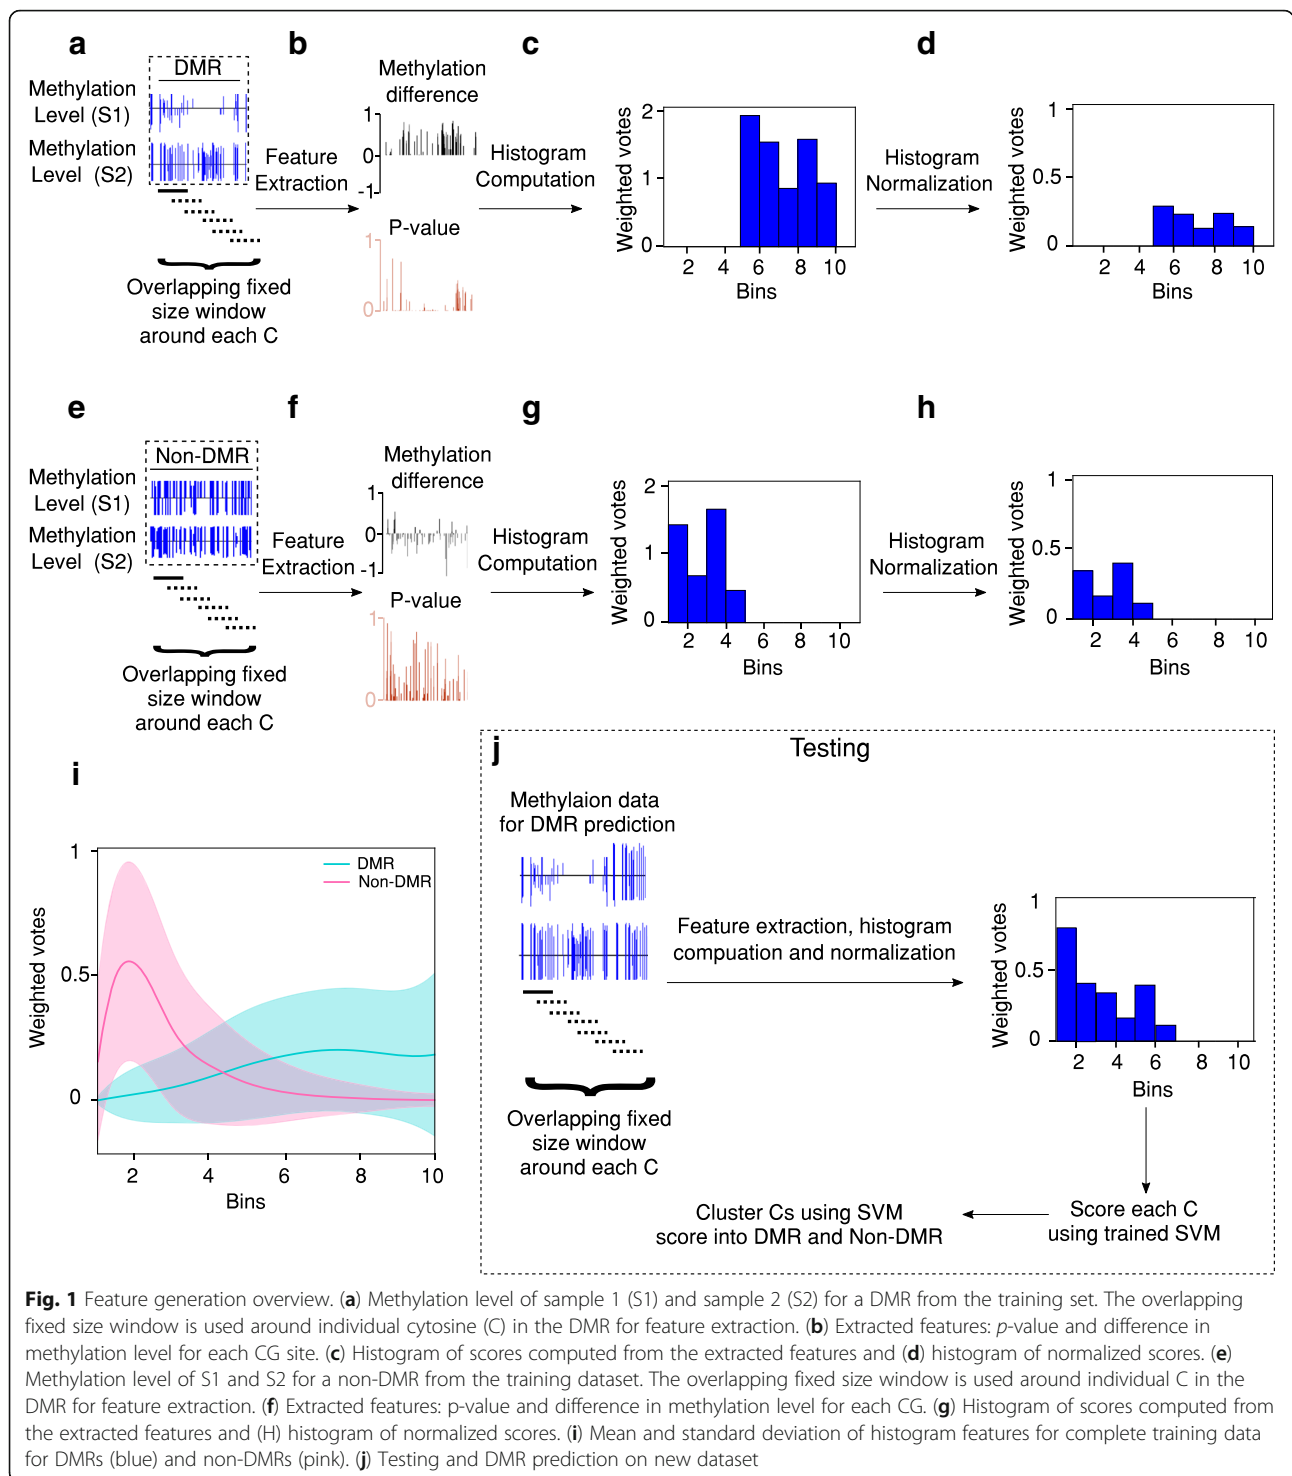 a
b
c
d
DMR
Methylation
Level (S1)
Methylation
Level (S2)
Overlapping fixed
size window
around each C
Feature
Extraction
Methylation
difference
1
0
-1
P-value
1
0
Histogram
Computation
Weighted votes
2
1
0
2 4 6 8 10
Bins
Histogram
Normalization
Weighted votes
1
0.5
0
2 4 6 8 10
Bins
e
f
g
h
Non-DMR
Methylation
Level (S1)
Methylation
Level (S2)
Overlapping fixed
size window
around each C
Feature
Extraction
Methylation
difference
1
0
-1
P-value
1
0
Histogram
Computation
Weighted votes
2
1
0
2 4 6 8 10
Bins
Histogram
Normalization
Weighted votes
1
0.5
0
2 4 6 8 10
Bins
i
Weighted votes
1
0.5
0
DMR
Non-DMR
2 4 6 8 10
Bins
j
Testing
Methylaion data
for DMR prediction
Overlapping fixed
size window
around each C
Feature extraction, histogram
compuation and normalization
Weighted votes
1
0.5
0
2 4 6 8 10
Bins
Score each C
using trained SVM
Cluster Cs using SVM
score into DMR and Non-DMR
Fig. 1 Feature generation overview. (a) Methylation level of sample 1 (S1) and sample 2 (S2) for a DMR from the training set. The overlapping
fixed size window is used around individual cytosine (C) in the DMR for feature extraction. (b) Extracted features: p-value and difference in
methylation level for each CG site. (c) Histogram of scores computed from the extracted features and (d) histogram of normalized scores. (e)
Methylation level of S1 and S2 for a non-DMR from the training dataset. The overlapping fixed size window is used around individual C in the
DMR for feature extraction. (f) Extracted features: p-value and difference in methylation level for each CG. (g) Histogram of scores computed from
the extracted features and (H) histogram of normalized scores. (i) Mean and standard deviation of histogram features for complete training data
for DMRs (blue) and non-DMRs (pink). (j) Testing and DMR prediction on new dataset